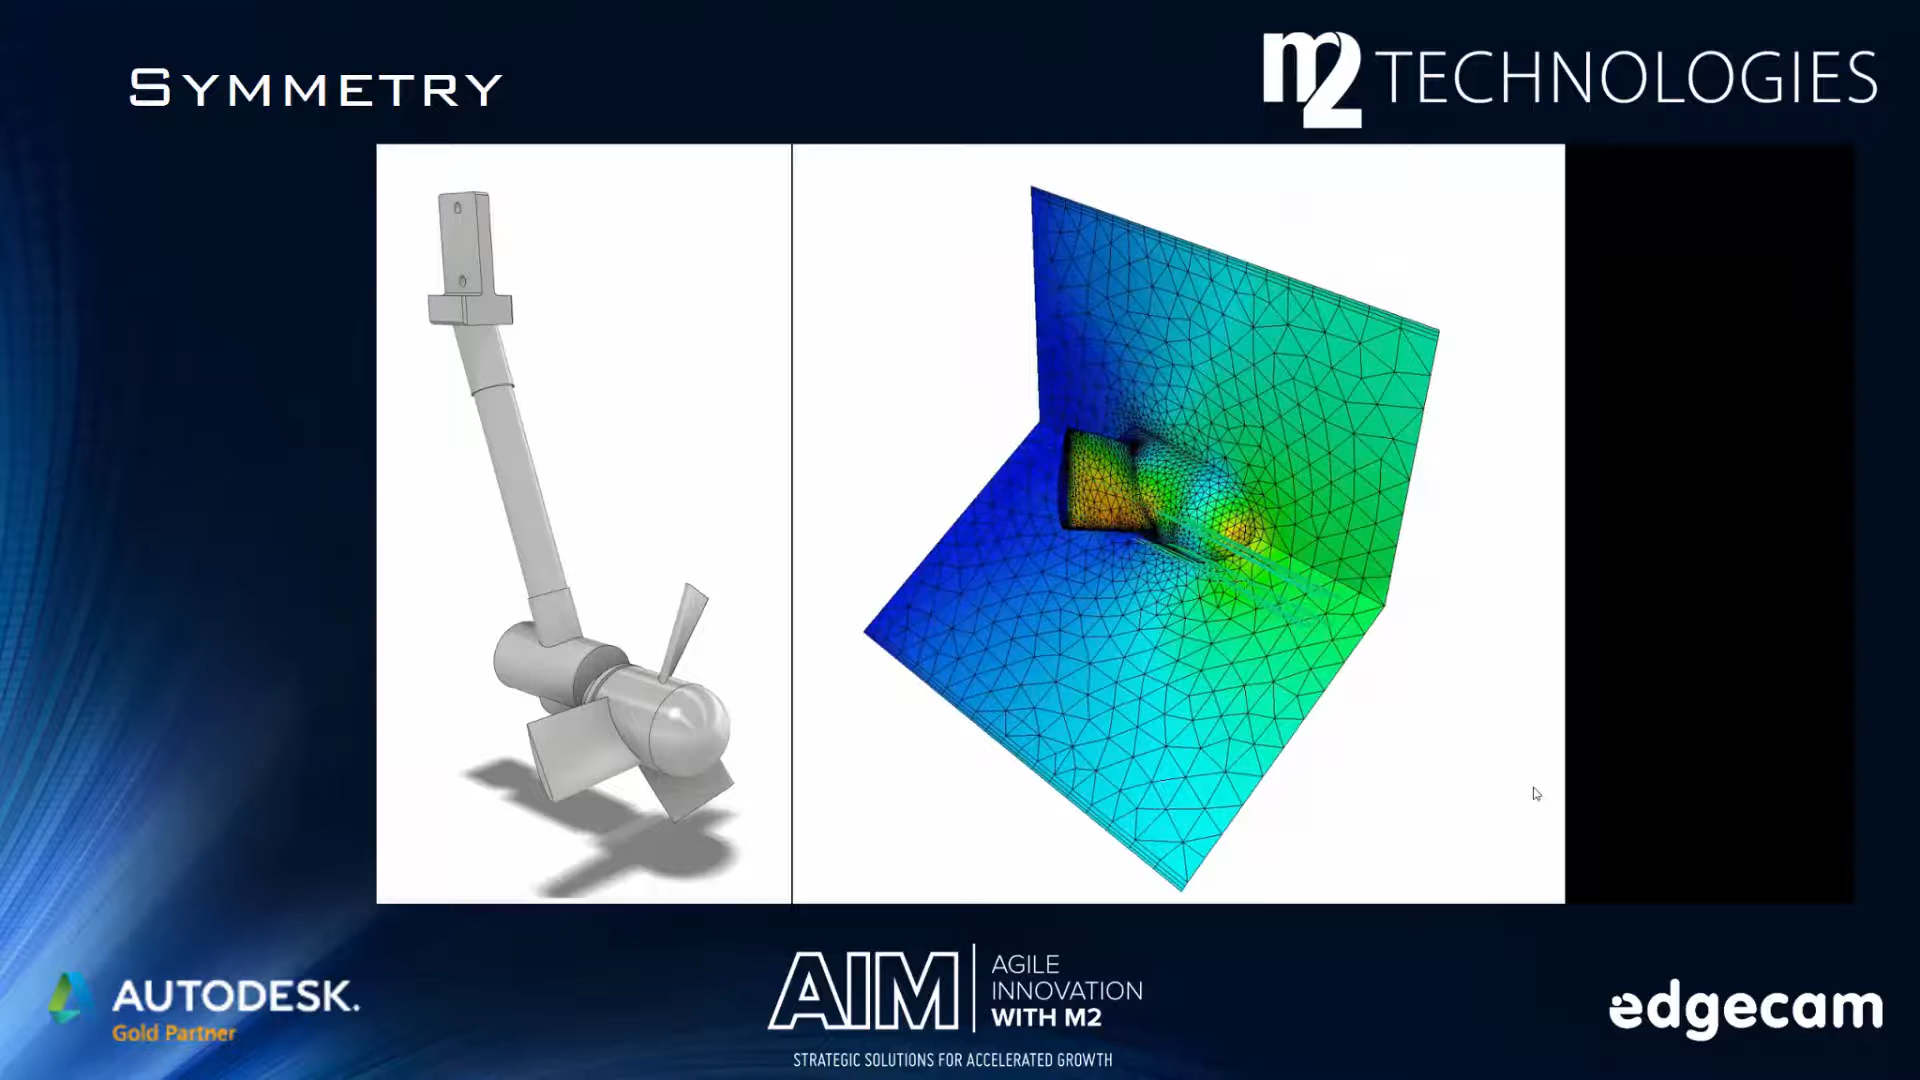 SYMMETRY
m2 TECHNOLOGIES
AUTODESK.
Gold Partner
AIM
AGILE
INNOVATION
WITH M2
STRATEGIC SOLUTIONS FOR ACCELERATED GROWTH
edgecam